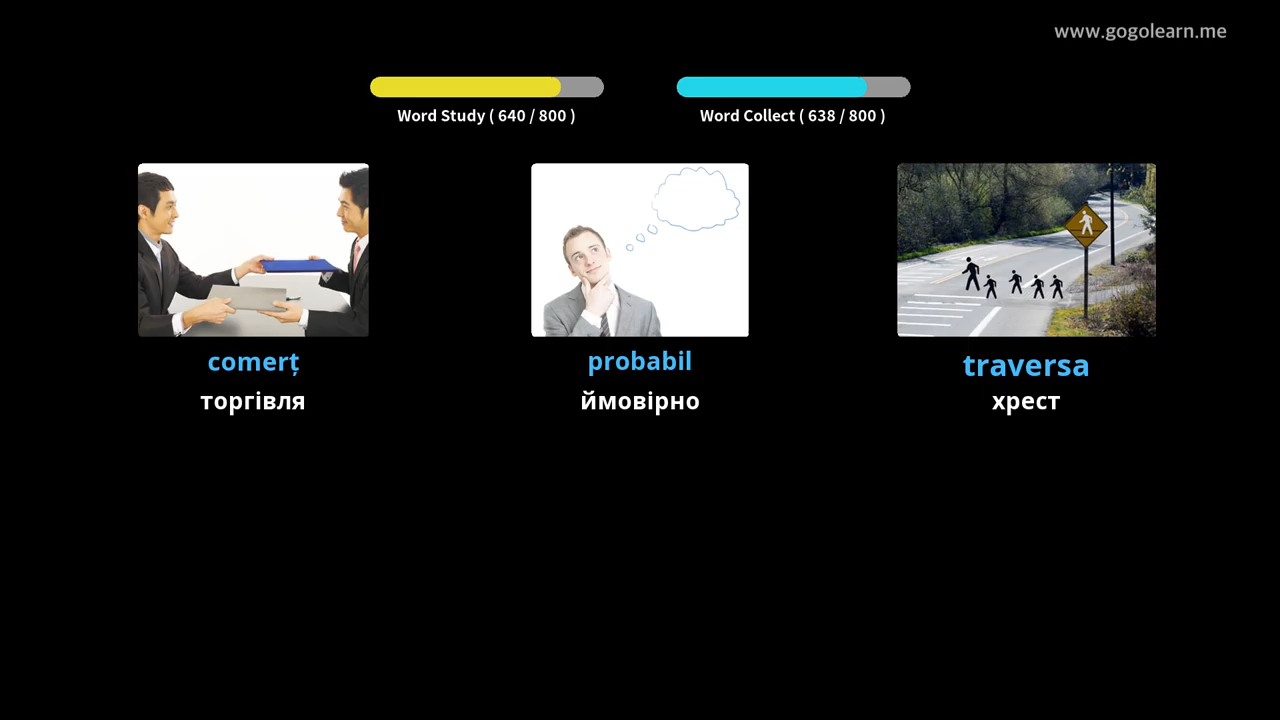 www.gogolearn.me
Word Study ( 640 / 800 )
Word Collect ( 638 / 800 )
comerț
probabil
traversa
торгівля
ймовірно
хрест